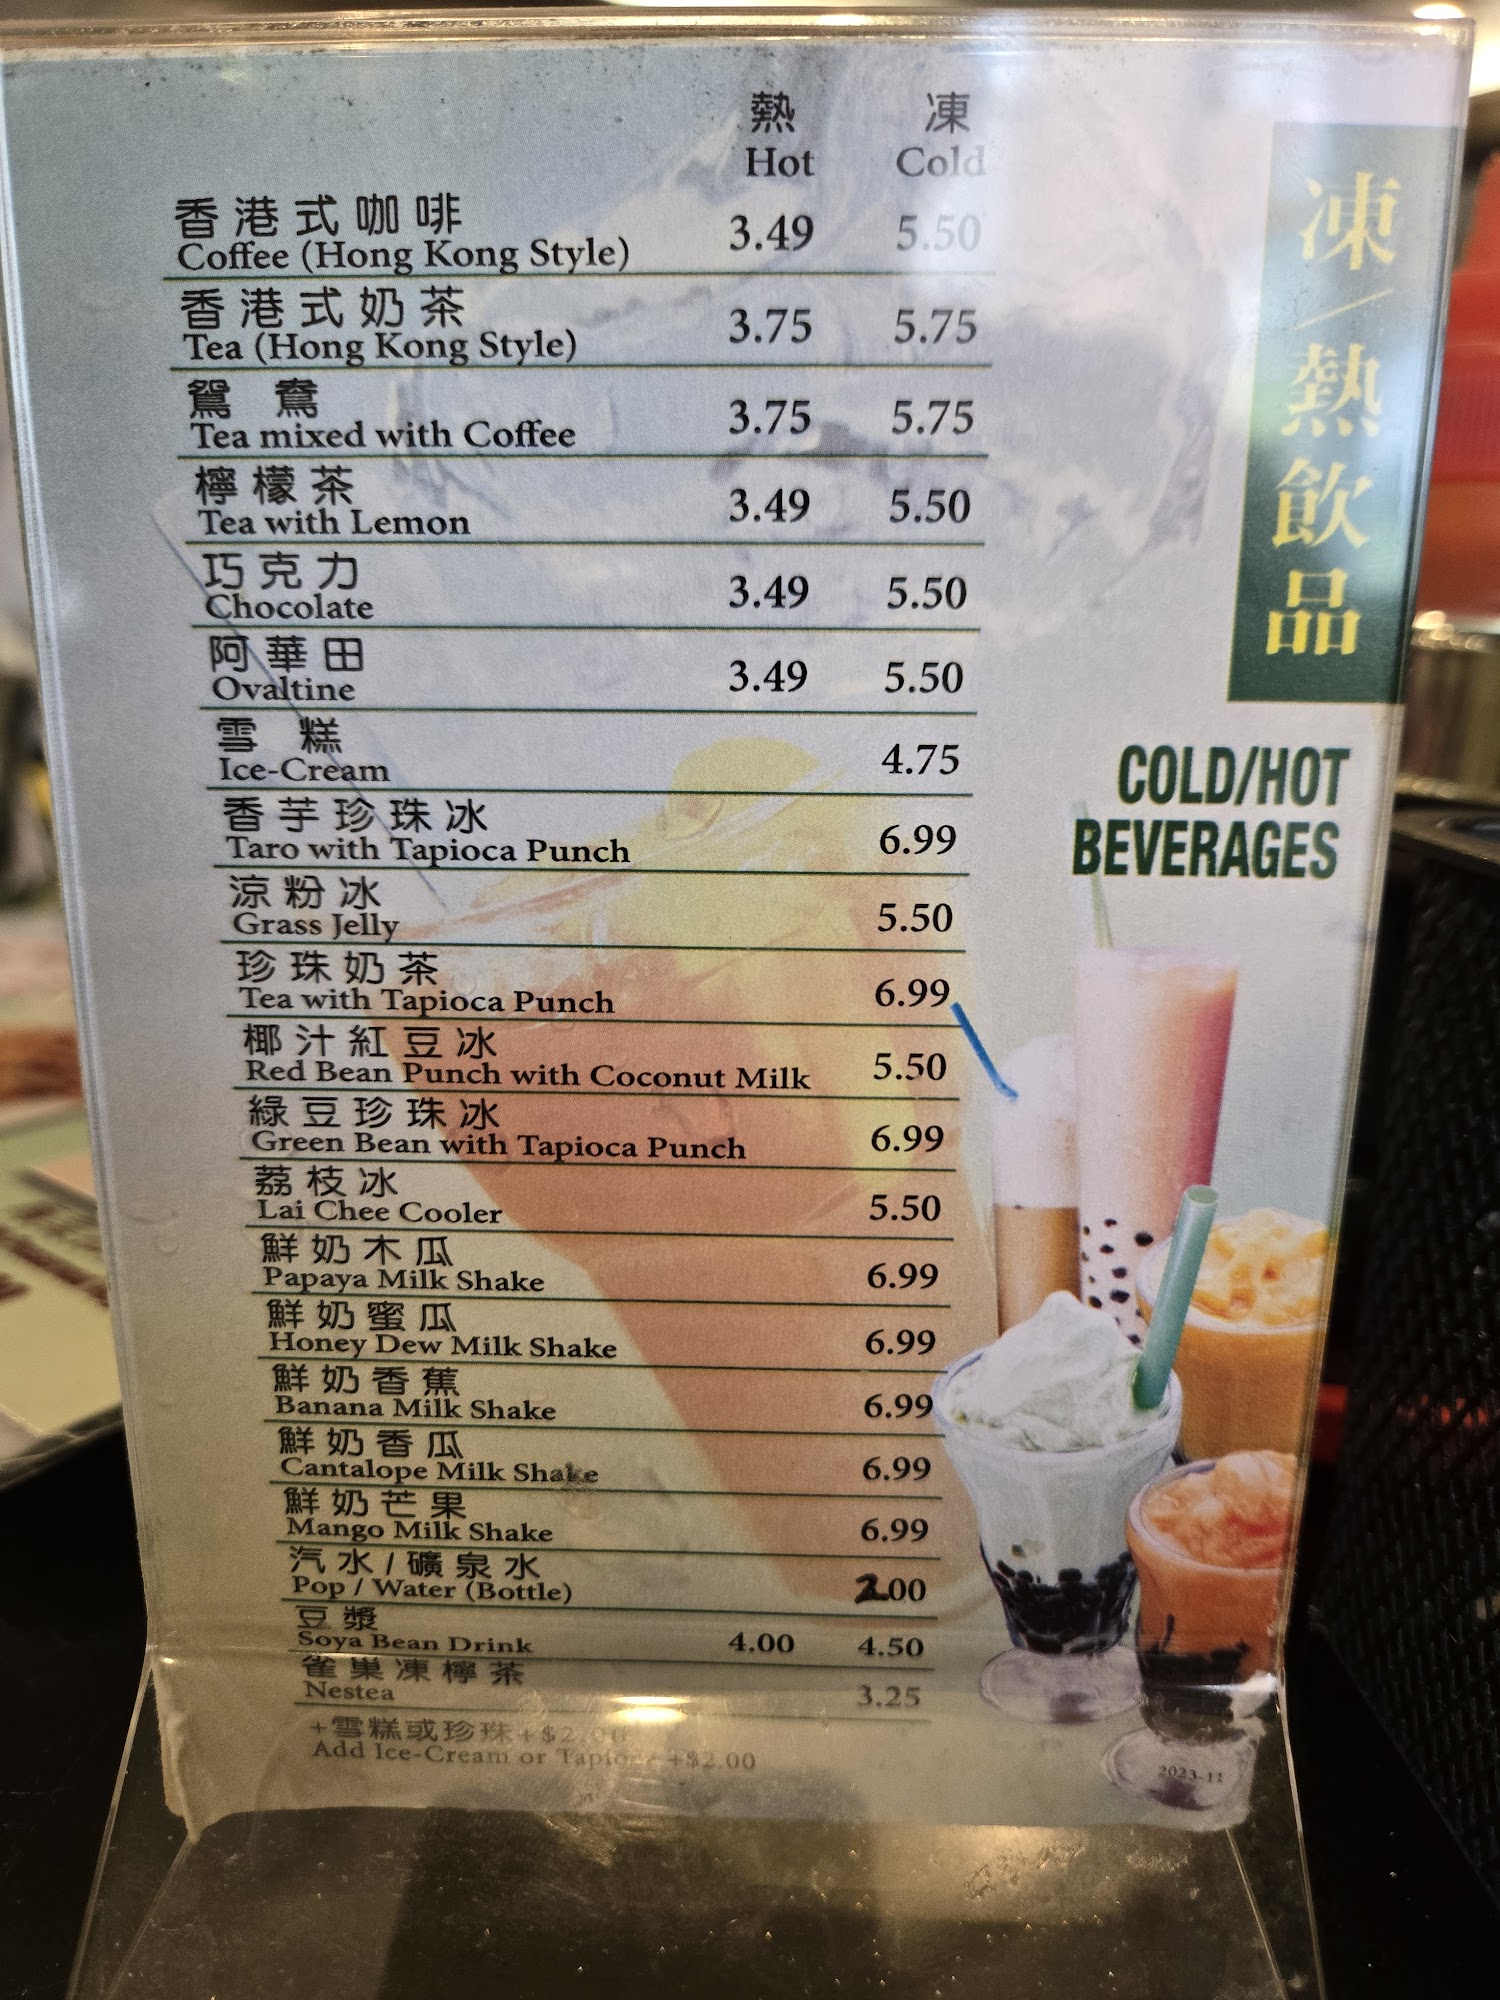 熱 凍
Hot Cold
香港式咖啡
Coffee (Hong Kong Style) 3.49 5.50
香港式奶茶
Tea (Hong Kong Style) 3.75 5.75
鴛鴦
Tea mixed with Coffee 3.75 5.75
檸檬茶
Tea with Lemon 3.49 5.50
巧克力
Chocolate 3.49 5.50
阿華田
Ovaltine 3.49 5.50
雪糕
Ice-Cream 4.75
香芋珍珠冰
Taro with Tapioca Punch 6.99
涼粉冰
Grass Jelly 5.50
珍珠奶茶
Tea with Tapioca Punch 6.99
椰汁紅豆冰
Red Bean Punch with Coconut Milk 5.50
綠豆珍珠冰
Green Bean with Tapioca Punch 6.99
荔枝冰
Lai Chee Cooler 5.50
鮮奶木瓜
Papaya Milk Shake 6.99
鮮奶蜜瓜
Honey Dew Milk Shake 6.99
鮮奶香蕉
Banana Milk Shake 6.99
鮮奶香瓜
Cantalope Milk Shake 6.99
鮮奶芒果
Mango Milk Shake 6.99
汽水/礦泉水
Pop / Water (Bottle) 2.00
豆漿
Soya Bean Drink 4.00 4.50
雀巢凍檸茶
Nestea 3.25
+雪糕或珍珠+$2.00
Add Ice-Cream or Tapioca +$2.00
凍/熱飲品
COLD/HOT
BEVERAGES
2023-11